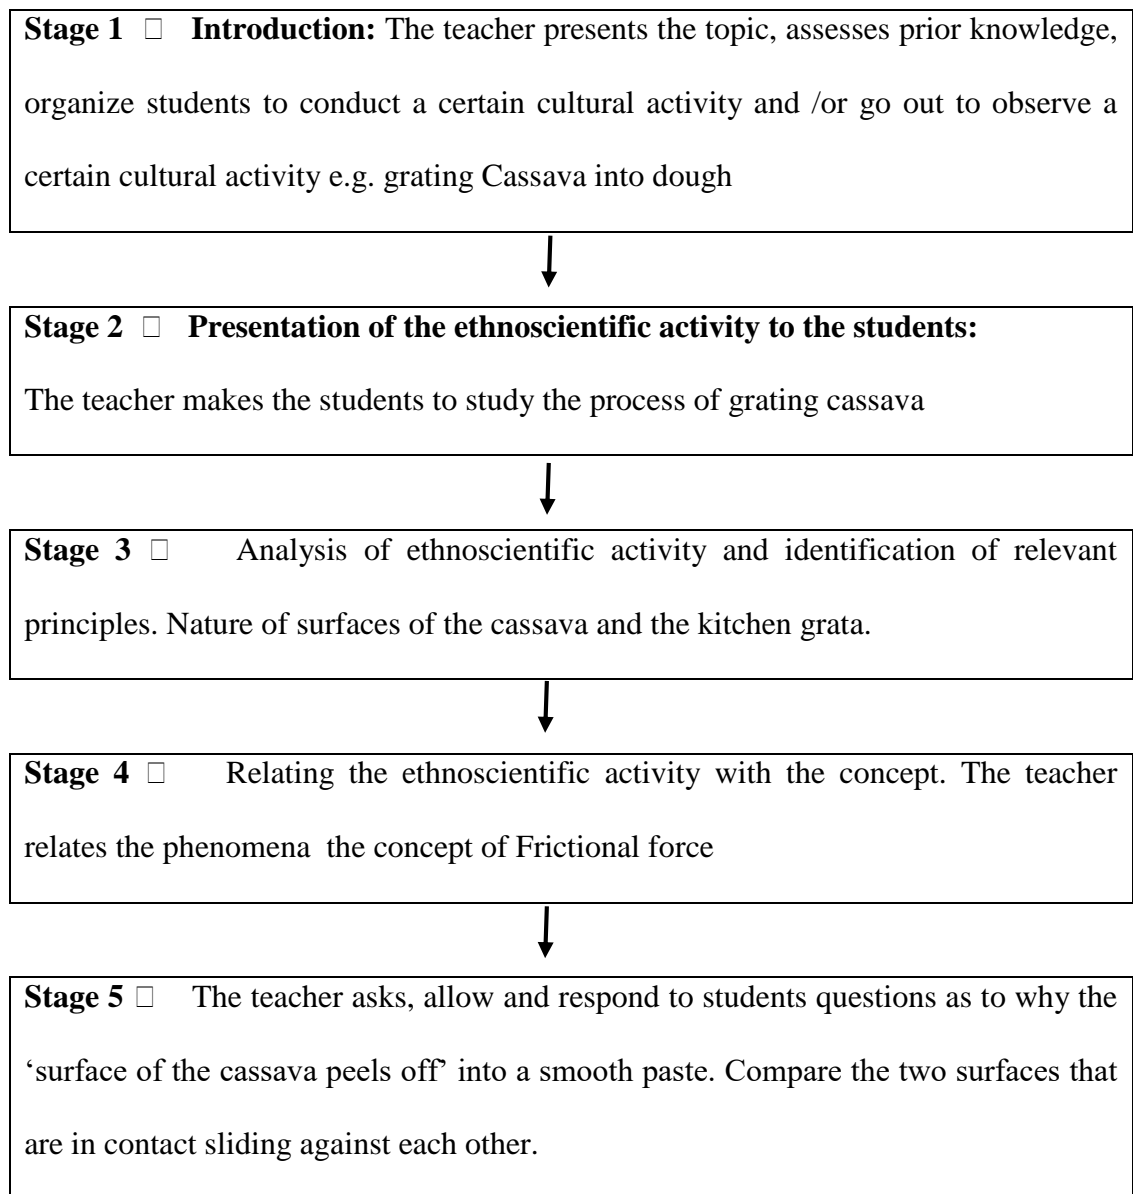 Stage 1 □ Introduction: The teacher presents the topic, assesses prior knowledge,
organize students to conduct a certain cultural activity and /or go out to observe a
certain cultural activity e.g. grating Cassava into dough
Stage 2 □ Presentation of the ethnoscientific activity to the students:
The teacher makes the students to study the process of grating cassava
Stage 3 □ Analysis of ethnoscientific activity and identification of relevant
principles. Nature of surfaces of the cassava and the kitchen grata.
Stage 4 □ Relating the ethnoscientific activity with the concept. The teacher
relates the phenomena the concept of Frictional force
Stage 5 □ The teacher asks, allow and respond to students questions as to why the
‘surface of the cassava peels off’ into a smooth paste. Compare the two surfaces that
are in contact sliding against each other.